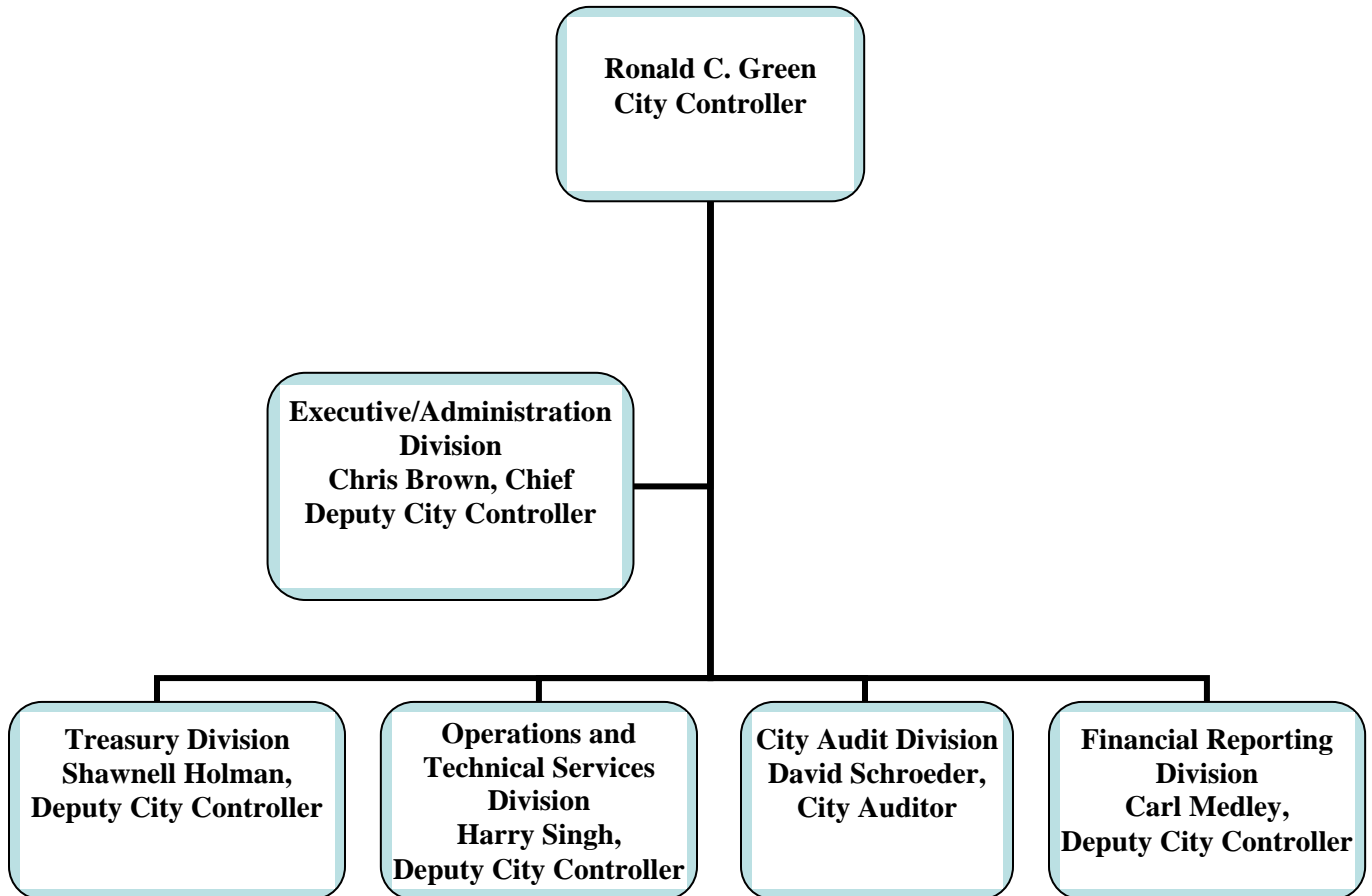 Ronald C. Green
City Controller
Executive/Administration
Division
Chris Brown, Chief
Deputy City Controller
Treasury Division
Shawnell Holman,
Deputy City Controller
Operations and
Technical Services
Division
Harry Singh,
Deputy City Controller
City Audit Division
David Schroeder,
City Auditor
Financial Reporting
Division
Carl Medley,
Deputy City Controller